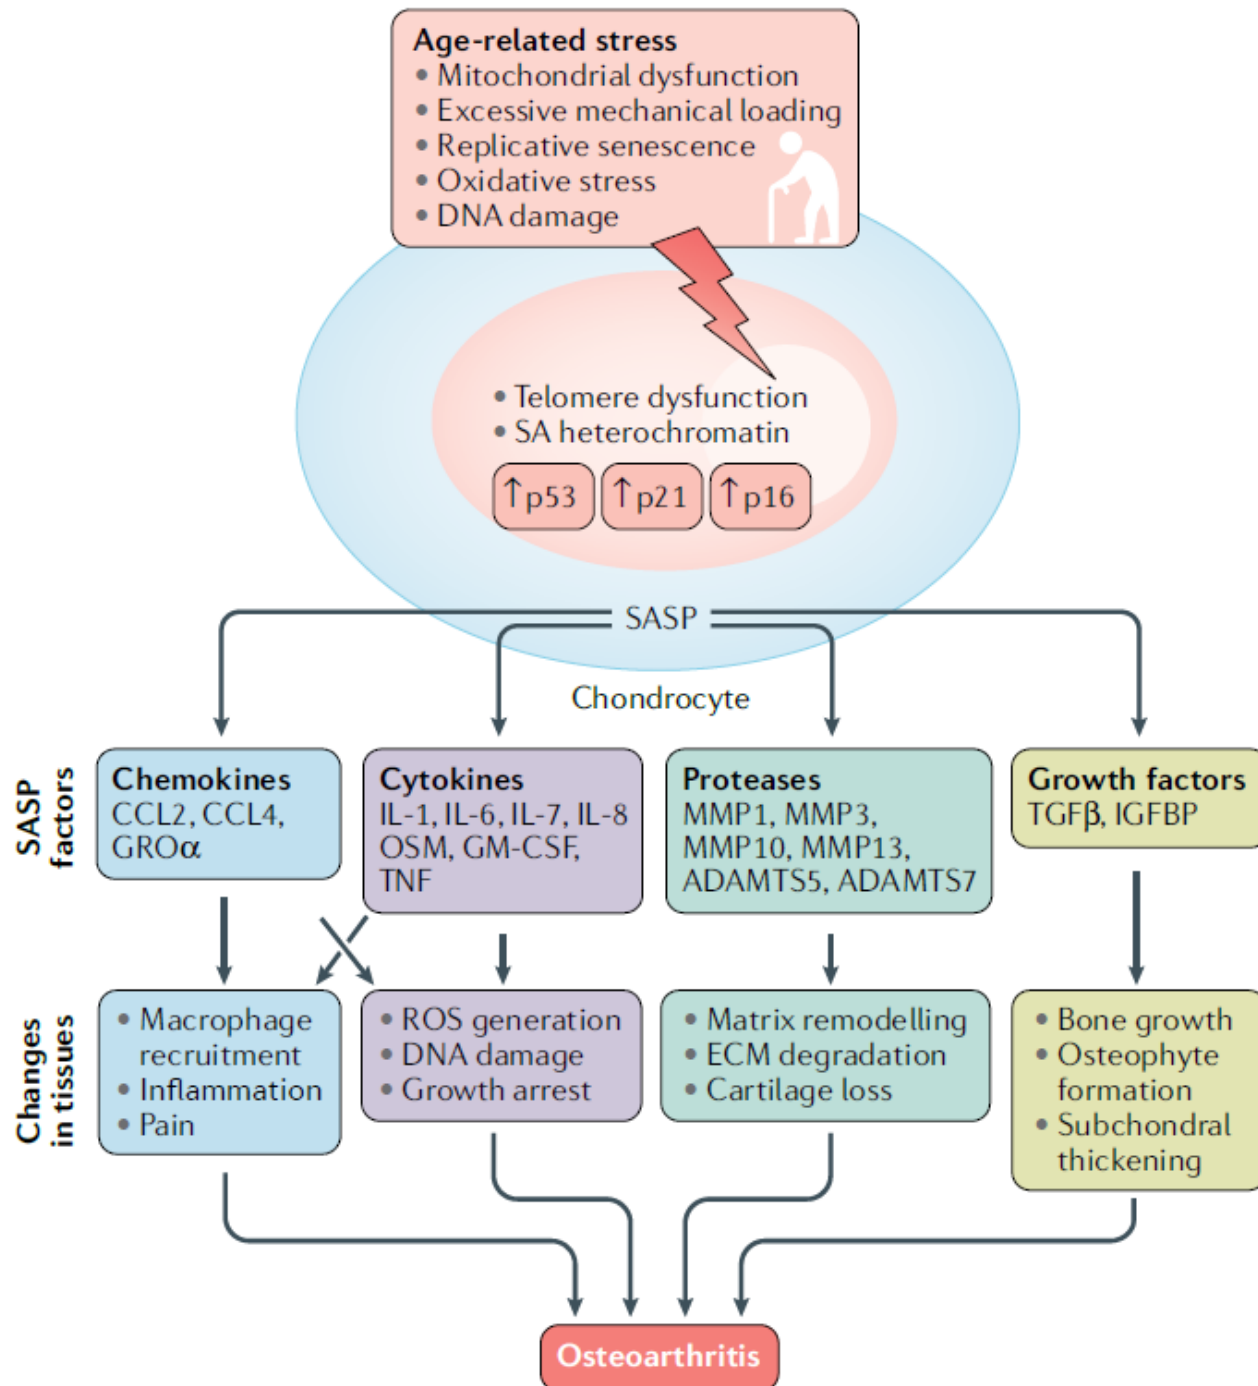 Age-related stress
• Mitochondrial dysfunction
• Excessive mechanical loading
• Replicative senescence
• Oxidative stress
• DNA damage
• Telomere dysfunction
• SA heterochromatin
↑p53
↑p21
↑p16
SASP
Chondrocyte
SASP
factors
Chemokines
CCL2, CCL4,
GROα
Cytokines
IL-1, IL-6, IL-7, IL-8
OSM, GM-CSF,
TNF
Proteases
MMP1, MMP3,
MMP10, MMP13,
ADAMTS5, ADAMTS7
Growth factors
TGFβ, IGFBP
Changes
in tissues
• Macrophage
recruitment
• Inflammation
• Pain
• ROS generation
• DNA damage
• Growth arrest
• Matrix remodelling
• ECM degradation
• Cartilage loss
• Bone growth
• Osteophyte
formation
• Subchondral
thickening
Osteoarthritis